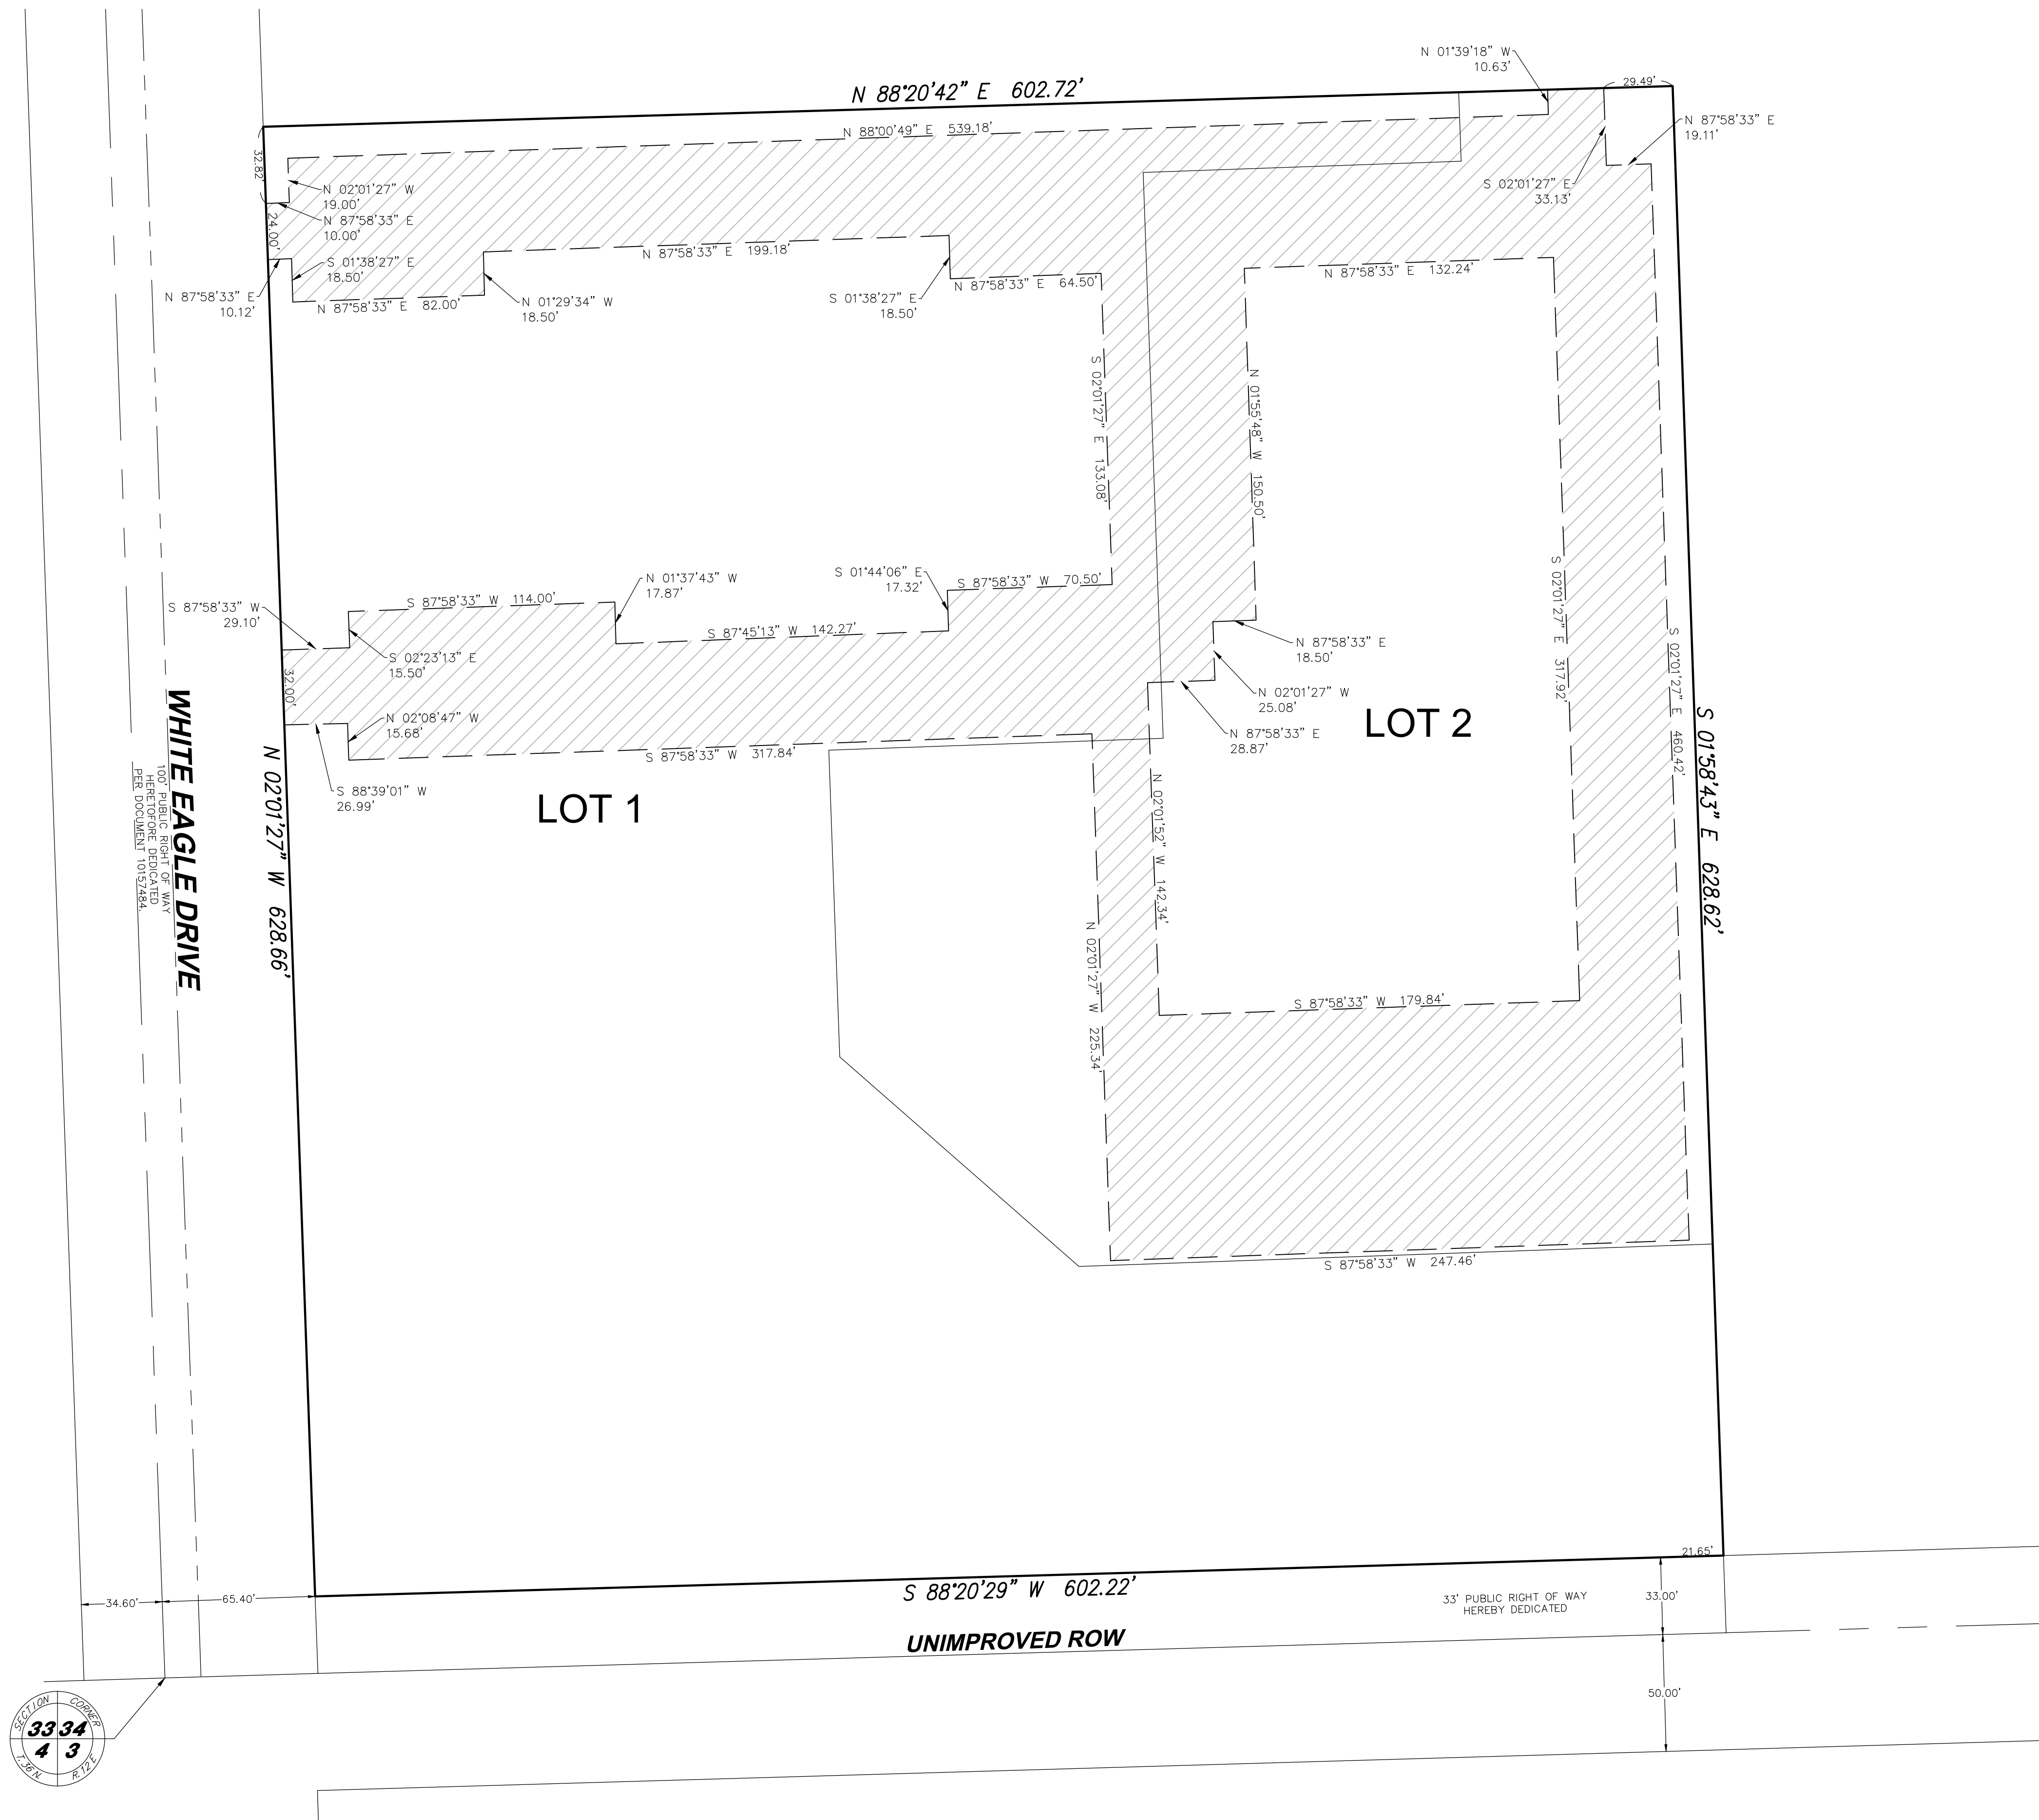 N 01°39'18" W
10.63'
29.49'
N 88°20'42" E 602.72'
N 87°58'33" E
19.11'
N 88°00'49" E 539.18'
32.82'
N 02°01'27" W
19.00'
S 02°01'27" E
33.13'
N 87°58'33" E
10.00'
24.00'
N 87°58'33" E 199.18'
S 01°38'27" E
18.50'
N 87°58'33" E 132.24'
N 87°58'33" E 64.50'
N 87°58'33" E
10.12'
N 87°58'33" E 82.00'
N 01°29'34" W
18.50'
S 01°38'27" E
18.50'
S 02°01'27" E 133.08'
N 01°55'48" W 150.50'
N 01°37'43" W
17.87'
S 01°44'06" E
17.32'
S 87°58'33" W 70.50'
S 87°58'33" W
29.10'
S 87°58'33" W 114.00'
S 87°45'13" W 142.27'
S 02°01'27" E 317.92'
N 87°58'33" E
18.50'
S 02°23'13" E
15.50'
32.00'
N 02°01'27" W
25.08'
S 02°01'27" E 460.42'
N 02°08'47" W
15.68'
N 87°58'33" E
28.87'
LOT 2
S 01°58'43" E 628.62'
S 87°58'33" W 317.84'
WHITE EAGLE DRIVE
100' PUBLIC RIGHT OF WAY
HERETOFORE DEDICATED
PER DOCUMENT 10157484.
N 02°01'27" W 628.66'
S 88°39'01" W
26.99'
LOT 1
N 02°01'52" W 142.34'
N 02°01'27" W 225.34'
S 87°58'33" W 179.84'
S 87°58'33" W 247.46'
21.65'
34.60'
65.40'
S 88°20'29" W 602.22'
33' PUBLIC RIGHT OF WAY
HEREBY DEDICATED
33.00'
UNIMPROVED ROW
50.00'
SECTION CORNER
33 34
4 3
T.36N. R.12E.